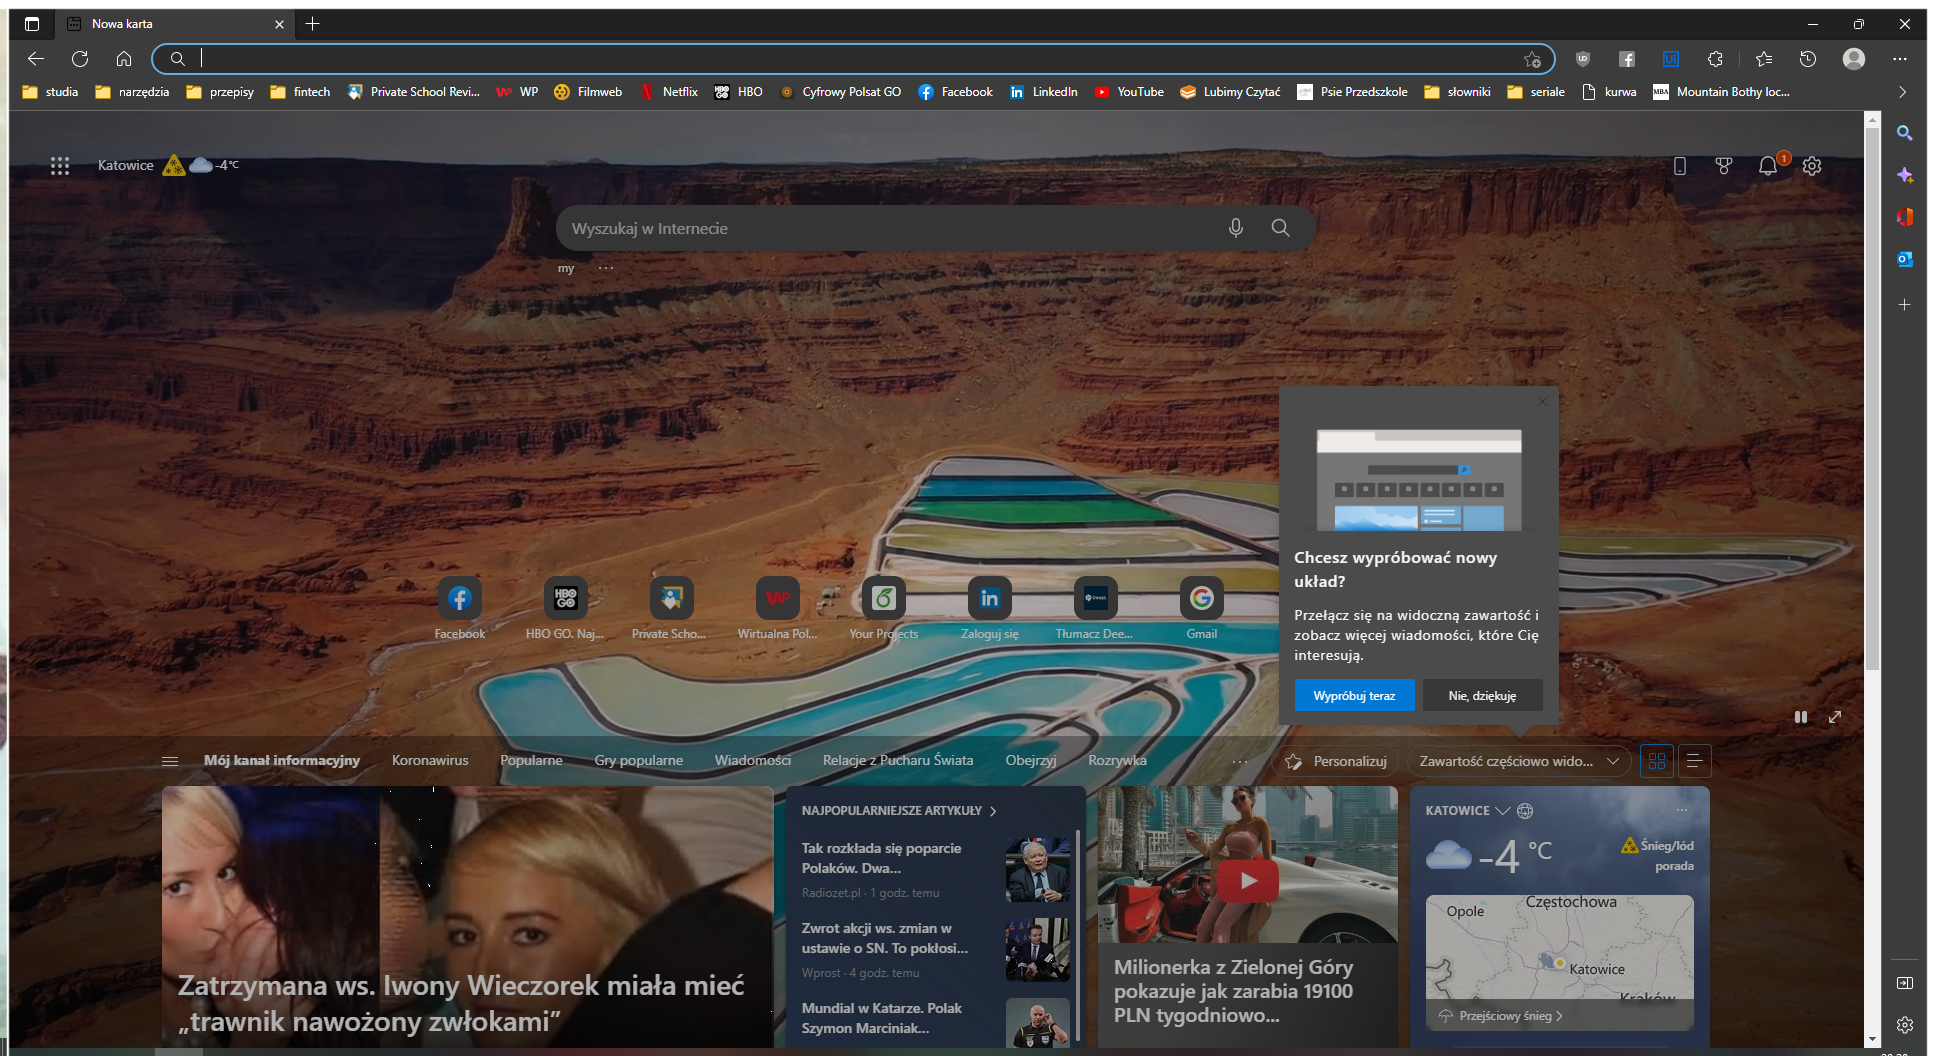 Nowa karta
studia
narzędzia
przepisy
fintech
Private School Revi...
WP
Filmweb
Netflix
HBO
Cyfrowy Polsat GO
Facebook
LinkedIn
YouTube
Lubimy Czytać
Psie Przedszkole
słowniki
seriale
kurwa
Mountain Bothy loc...
Katowice
-4°C
1
Wyszukaj w Internecie
my
Chcesz wypróbować nowy
układ?
Przełącz się na widoczną zawartość i
zobacz więcej wiadomości, które Cię
interesują.
Wypróbuj teraz
Nie, dziękuję
Facebook
HBO GO. Naj...
Private Scho...
Wirtualna Pol...
Your Projects
Zaloguj się
Tłumacz Dee...
Gmail
Mój kanał informacyjny
Koronawirus
Popularne
Gry popularne
Wiadomości
Relacje z Pucharu Świata
Obejrzyj
Rozrywka
...
Personalizuj
Zawartość częściowo wido...
Zatrzymana ws. Iwony Wieczorek miała mieć
„trawnik nawożony zwłokami”
NAJPOPULARNIEJSZE ARTYKUŁY
Tak rozkłada się poparcie
Polaków. Dwa...
Radiozet.pl · 1 godz. temu
Zwrot akcji ws. zmian w
ustawie o SN. To pokłosi...
Wprost · 4 godz. temu
Mundial w Katarze. Polak
Szymon Marciniak...
Milionerka z Zielonej Góry
pokazuje jak zarabia 19100
PLN tygodniowo...
KATOWICE
-4 °C
Śnieg/lód
porada
Częstochowa
Opole
Katowice
Kraków
Przejściowy śnieg